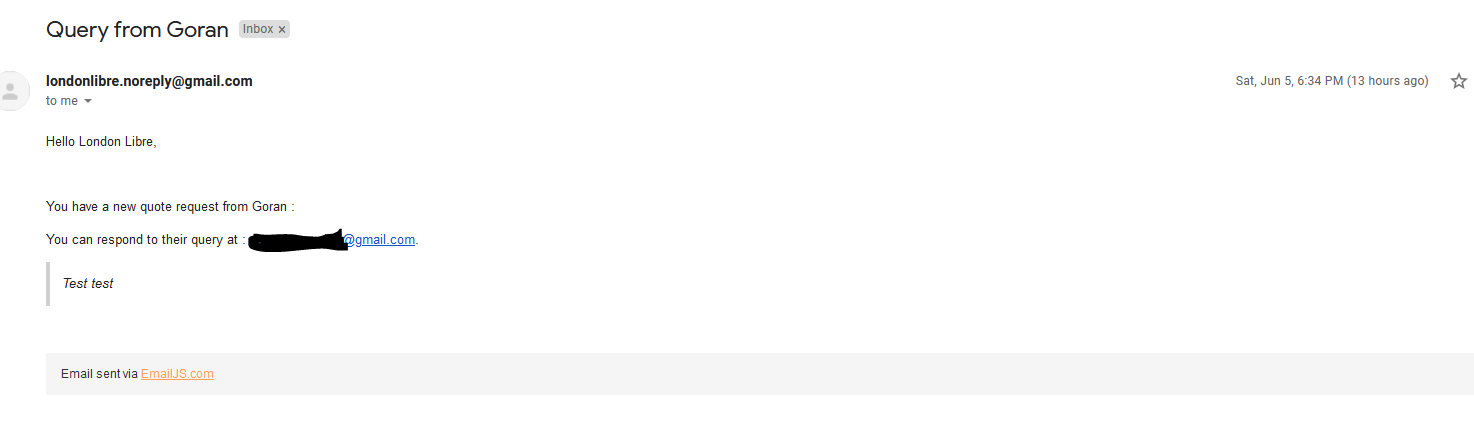 Query from Goran Inbox x
londonlibre.noreply@gmail.com Sat, Jun 5, 6:34 PM (13 hours ago)
to me
Hello London Libre,
You have a new quote request from Goran :
You can respond to their query at : @gmail.com.
Test test
Email sent via EmailJS.com